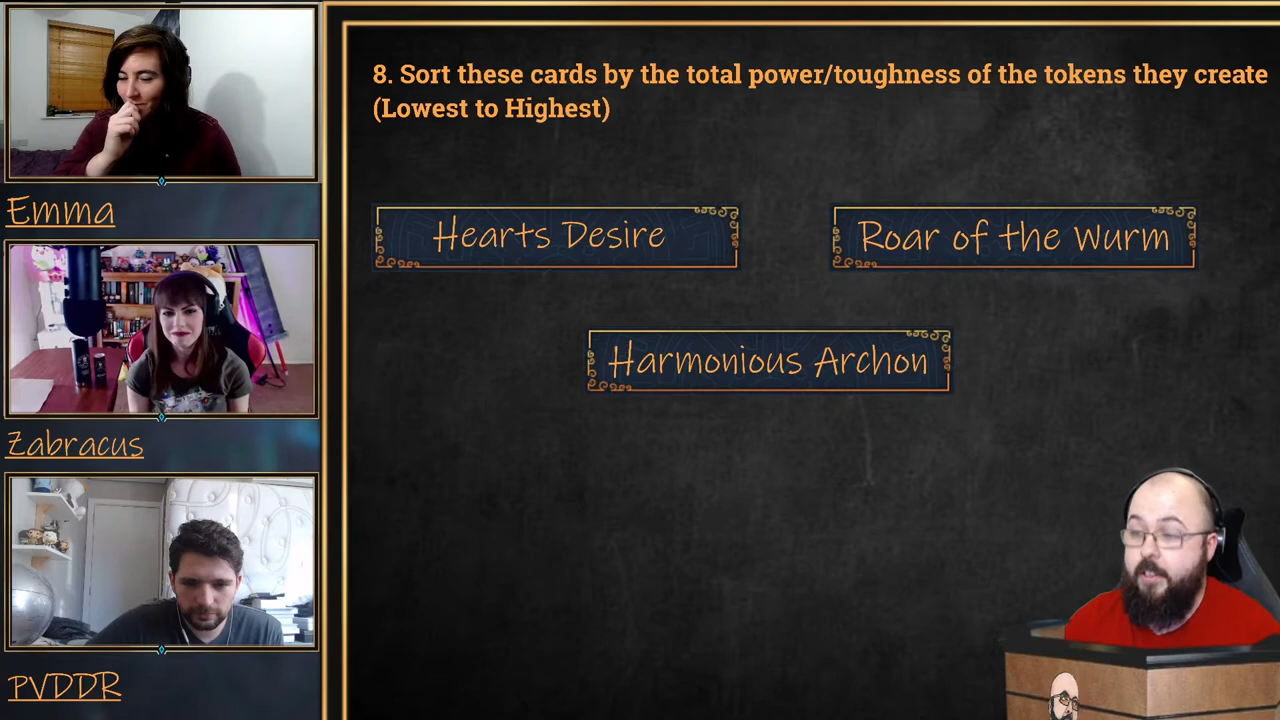 8. Sort these cards by the total power/toughness of the tokens they create
(Lowest to Highest)
Hearts Desire
Roar of the Wurm
Harmonious Archon
Emma
Zabracus
PVDDR